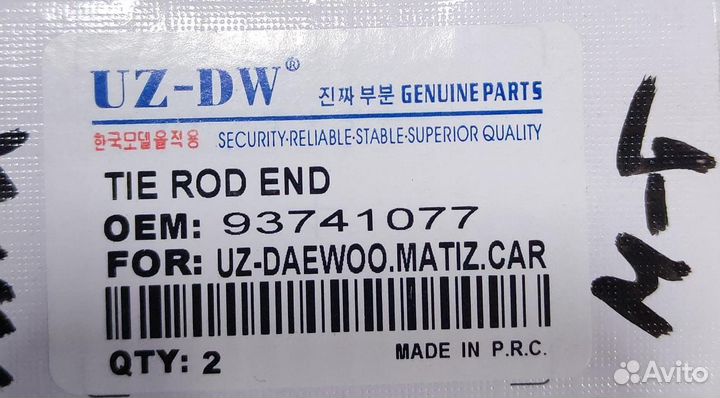 UZ-DW® 진짜 부분 GENUINE PARTS
한국모델을적용 SECURITY·RELIABLE·STABLE·SUPERIOR QUALITY
TIE ROD END
OEM: 93741077
FOR: UZ-DAEWOO.MATIZ.CAR
QTY: 2 MADE IN P.R.C.
Avito